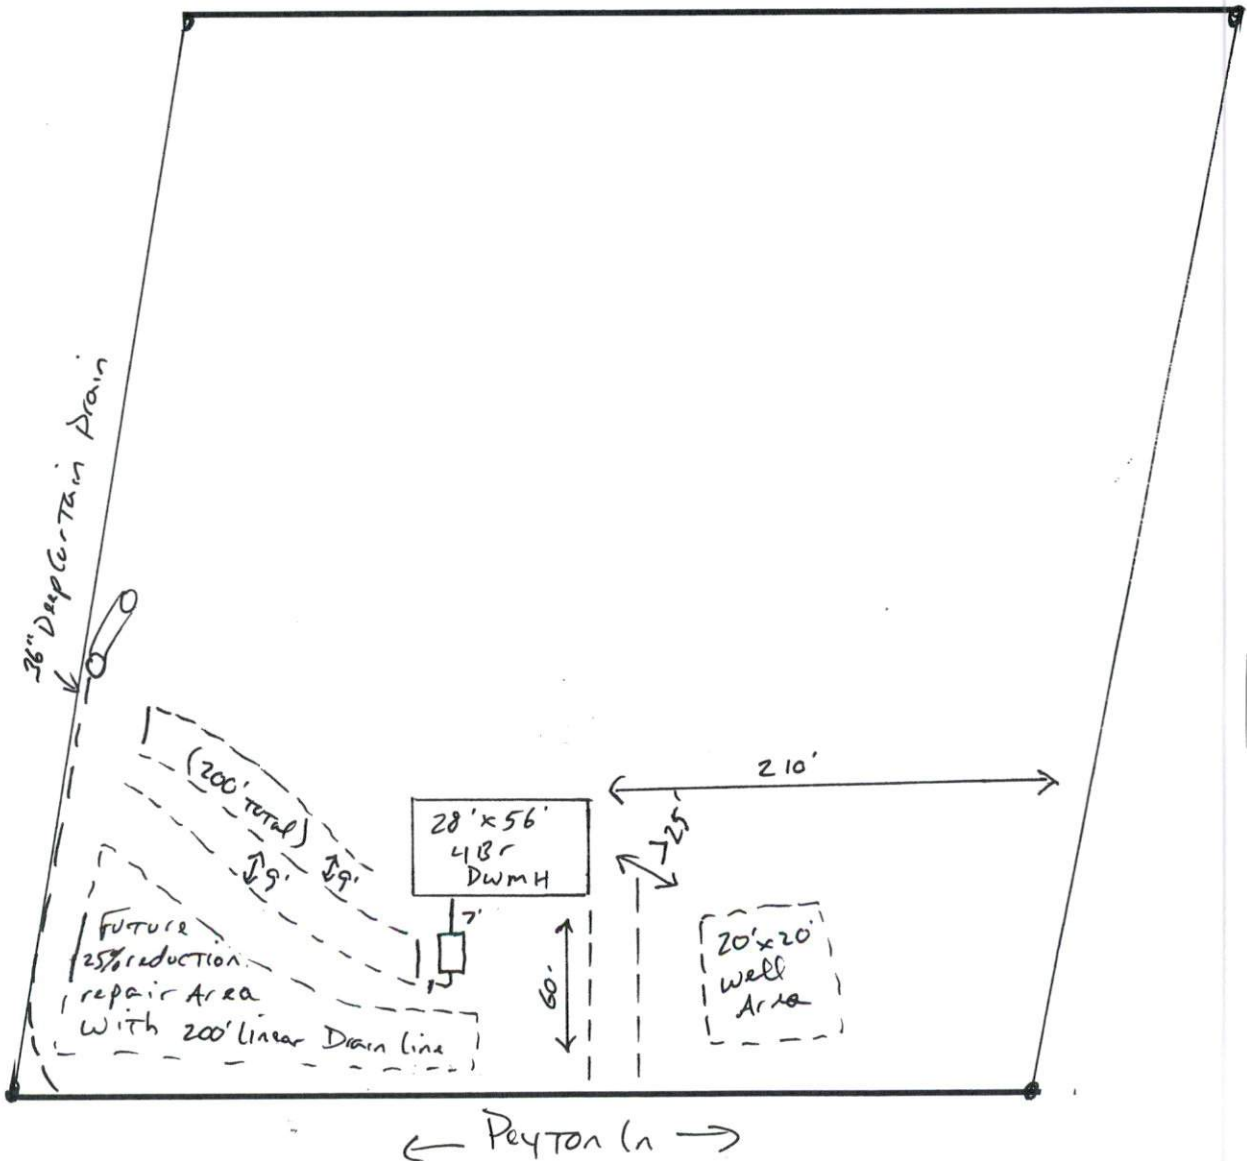 36" Deep Curtain Drain
(200' Total)
9'
9'
28' x 56'
4Br
DWMH
210'
>25'
7'
60'
20' x 20'
Well
Area
Future
25% reduction
repair Area
With 200' linear Drain line
Peyton Ln